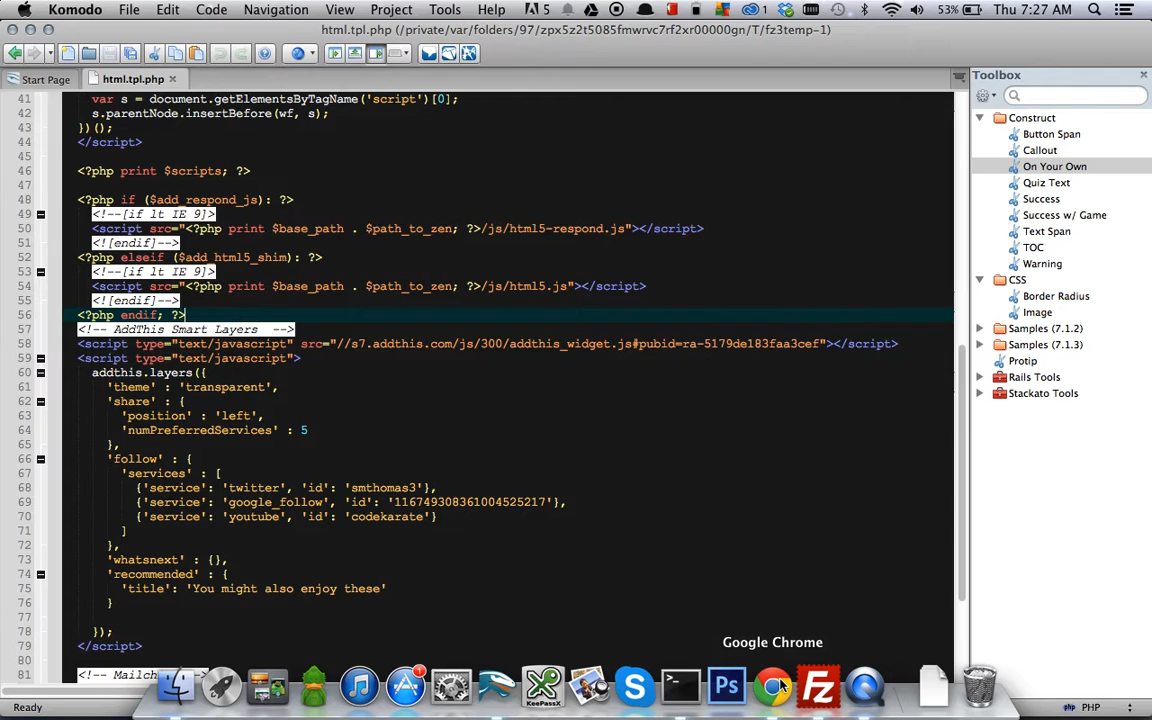 Komodo File Edit Code Navigation View Project Tools Window Help 5 1 53% Thu 7:27 AM
html.tpl.php (/private/var/folders/97/zpx5z2t5085fmwrvc7rf2xr00000gn/T/fz3temp-1)
Start Page html.tpl.php
Toolbox
41 var s = document.getElementsByTagName('script')[0];
42 s.parentNode.insertBefore(wf, s);
43 })();
44 </script>
45
46 <?php print $scripts; ?>
47
48 <?php if ($add_respond_js): ?>
49 <!--[if lt IE 9]>
50 <script src="<?php print $base_path . $path_to_zen; ?>/js/html5-respond.js"></script>
51 <![endif]-->
52 <?php elseif ($add_html5_shim): ?>
53 <!--[if lt IE 9]>
54 <script src="<?php print $base_path . $path_to_zen; ?>/js/html5.js"></script>
55 <![endif]-->
56 <?php endif; ?>
57 <!-- AddThis Smart Layers -->
58 <script type="text/javascript" src="//s7.addthis.com/js/300/addthis_widget.js#pubid=ra-5179de183faa3cef"></script>
59 <script type="text/javascript">
60 addthis.layers({
61 'theme' : 'transparent',
62 'share' : {
63 'position' : 'left',
64 'numPreferredServices' : 5
65 },
66 'follow' : {
67 'services' : [
68 {'service': 'twitter', 'id': 'smthomas3'},
69 {'service': 'google_follow', 'id': '116749308361004525217'},
70 {'service': 'youtube', 'id': 'codekarate'}
71 ]
72 },
73 'whatsnext' : {},
74 'recommended' : {
75 'title': 'You might also enjoy these'
76 }
77
78 });
79 </script>
80
81 <!-- Mailch
Construct
Button Span
Callout
On Your Own
Quiz Text
Success
Success w/ Game
Text Span
TOC
Warning
CSS
Border Radius
Image
Samples (7.1.2)
Samples (7.1.3)
Protip
Rails Tools
Stackato Tools
Google Chrome
1
KeePassX
Ps
Fz
Ready
PHP